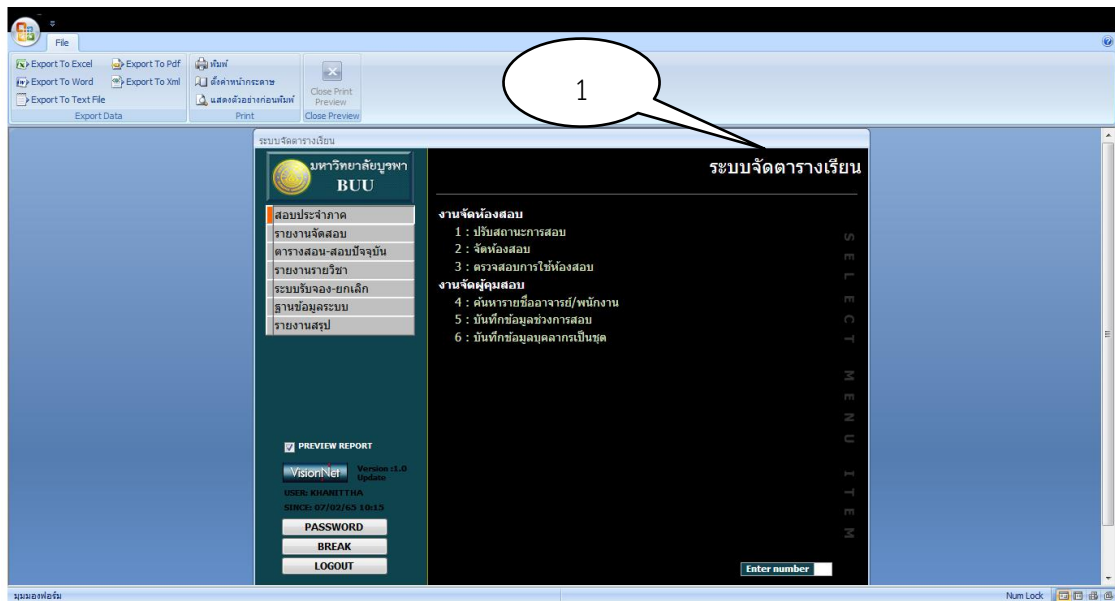 File
Export To Excel
Export To Pdf
พิมพ์
Export To Word
Export To Xml
ตั้งค่าหน้ากระดาษ
Export To Text File
แสดงตัวอย่างก่อนพิมพ์
Close Print
Preview
Export Data
Print
Close Preview
1
ระบบจัดตารางเรียน
มหาวิทยาลัยบูรพา
BUU
ระบบจัดตารางเรียน
สอบประจำภาค
รายงานจัดสอบ
ตารางสอน-สอบปัจจุบัน
รายงานรายวิชา
ระบบรับจอง-ยกเลิก
ฐานข้อมูลระบบ
รายงานสรุป
งานจัดห้องสอบ
1 : ปรับสถานะการสอบ
2 : จัดห้องสอบ
3 : ตรวจสอบการใช้ห้องสอบ
งานจัดผู้คุมสอบ
4 : ค้นหารายชื่ออาจารย์/พนักงาน
5 : บันทึกข้อมูลช่วงการสอบ
6 : บันทึกข้อมูลบุคลากรเป็นชุด
SELECT MENU ITEM
PREVIEW REPORT
VisionNet
Version :1.0
Update
USER: KHANITTHA
SINCE: 07/02/65 10:15
PASSWORD
BREAK
LOGOUT
Enter number
มุมมองฟอร์ม
Num Lock